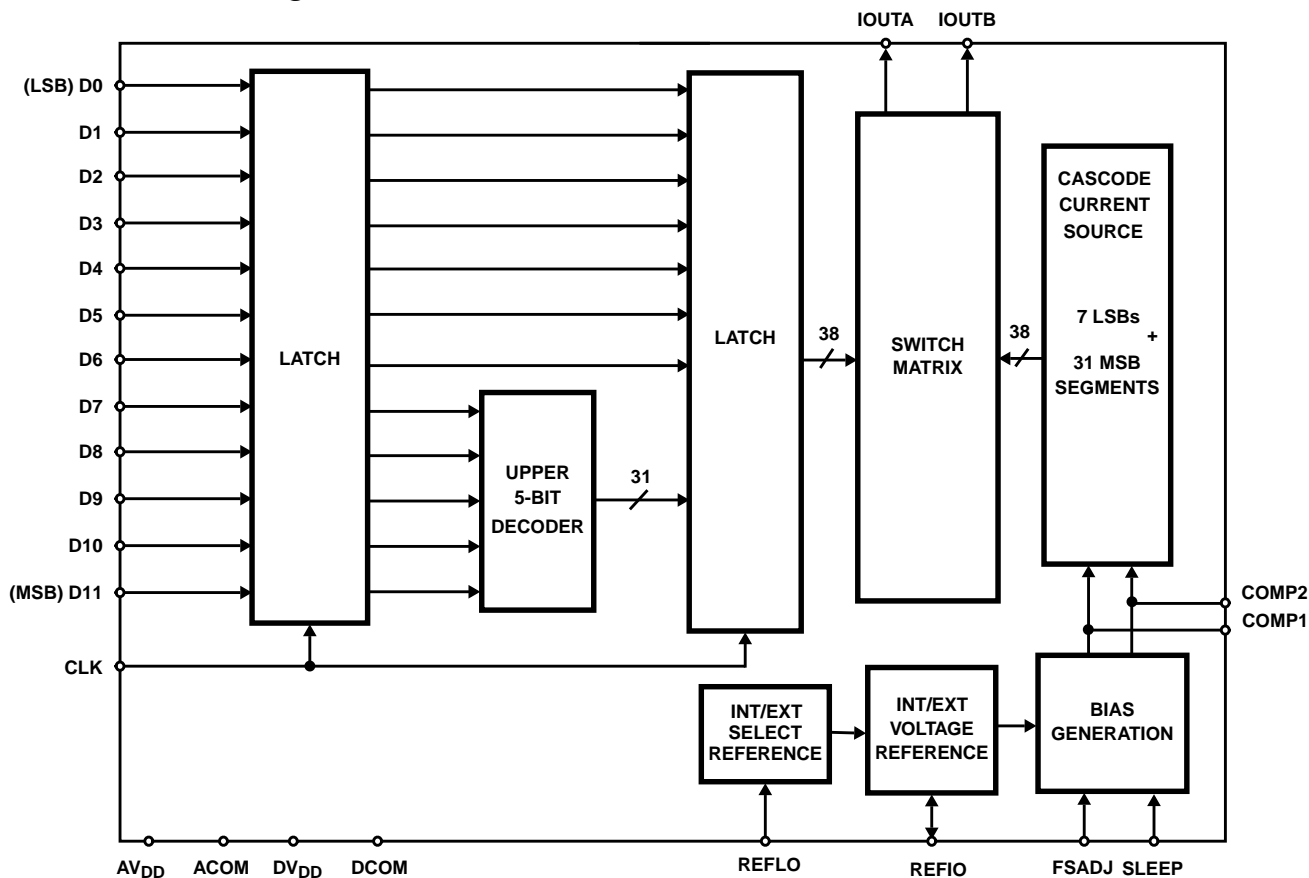 IOUTA IOUTB
(LSB) D0
D1
D2
D3
D4
D5
D6
D7
D8
D9
D10
(MSB) D11
CLK
LATCH
UPPER
5-BIT
DECODER
31
LATCH
38
SWITCH
MATRIX
38
CASCODE
CURRENT
SOURCE
7 LSBs
+
31 MSB
SEGMENTS
COMP2
COMP1
INT/EXT
SELECT
REFERENCE
INT/EXT
VOLTAGE
REFERENCE
BIAS
GENERATION
AVDD ACOM DVDD DCOM REFLO REFIO FSADJ SLEEP